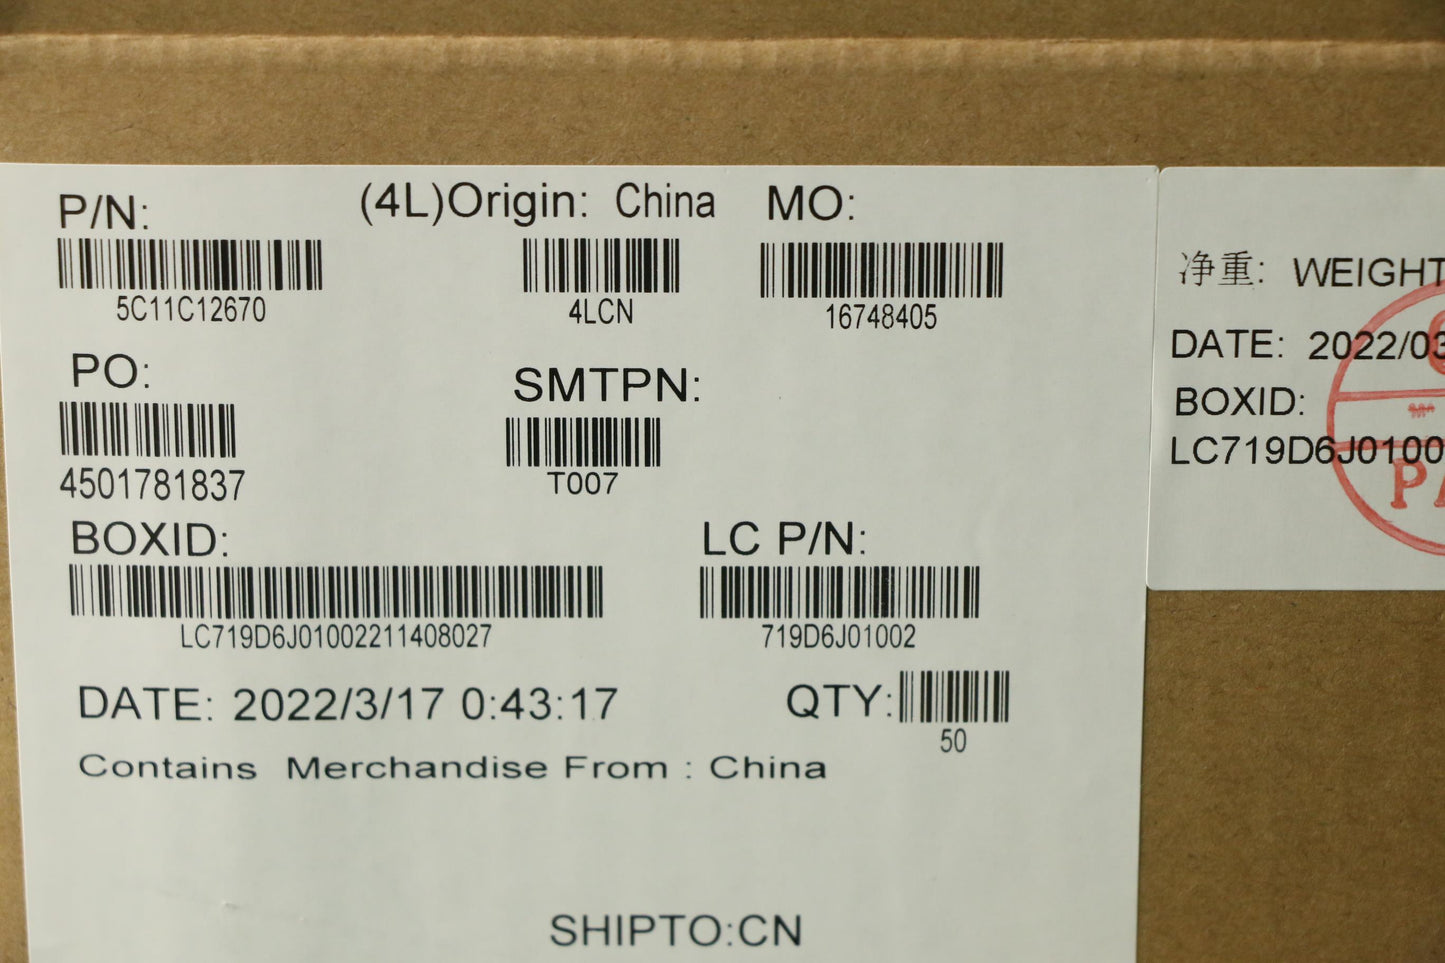 P/N:
(4L)Origin: China
MO:
5C11C12670
4LCN
16748405
PO:
SMTPN:
4501781837
T007
BOXID:
LC P/N:
LC719D6J01002211408027
719D6J01002
DATE: 2022/3/17 0:43:17
QTY:
50
Contains Merchandise From : China
SHIPTO:CN
净重: WEIGHT
DATE: 2022/03
BOXID:
LC719D6J01002